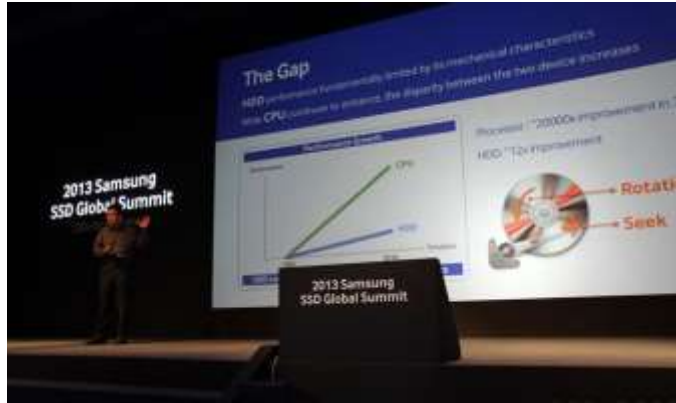 The Gap
HDD performance fundamentally limited by its mechanical characteristics
While CPU continue to enhance, the disparity between the two device increases
Performance Growth
CPU
HDD
Processor : ~20000x improvement in
HDD: ~12x improvement
Rotati
Seek
2013 Samsung
SSD Global Summit
2013 Samsung
SSD Global Summit